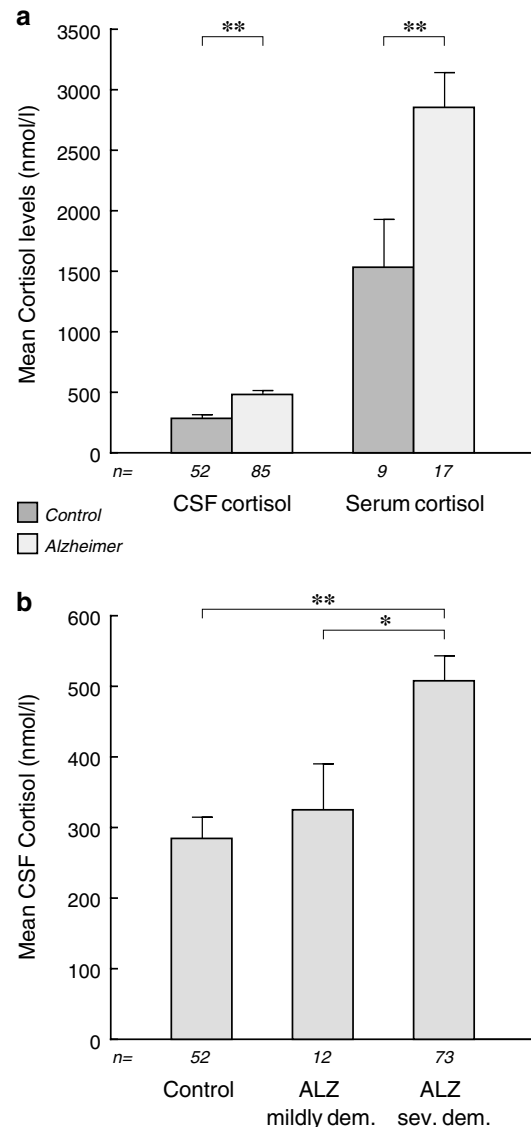 a
** **
3500
3000
2500
2000
1500
1000
500
0
Mean Cortisol levels (nmol/l)
n= 52 85 9 17
CSF cortisol Serum cortisol
Control
Alzheimer
b
**
*
600
500
400
300
200
100
0
Mean CSF Cortisol (nmol/l)
n= 52 12 73
Control ALZ ALZ
mildly dem. sev. dem.